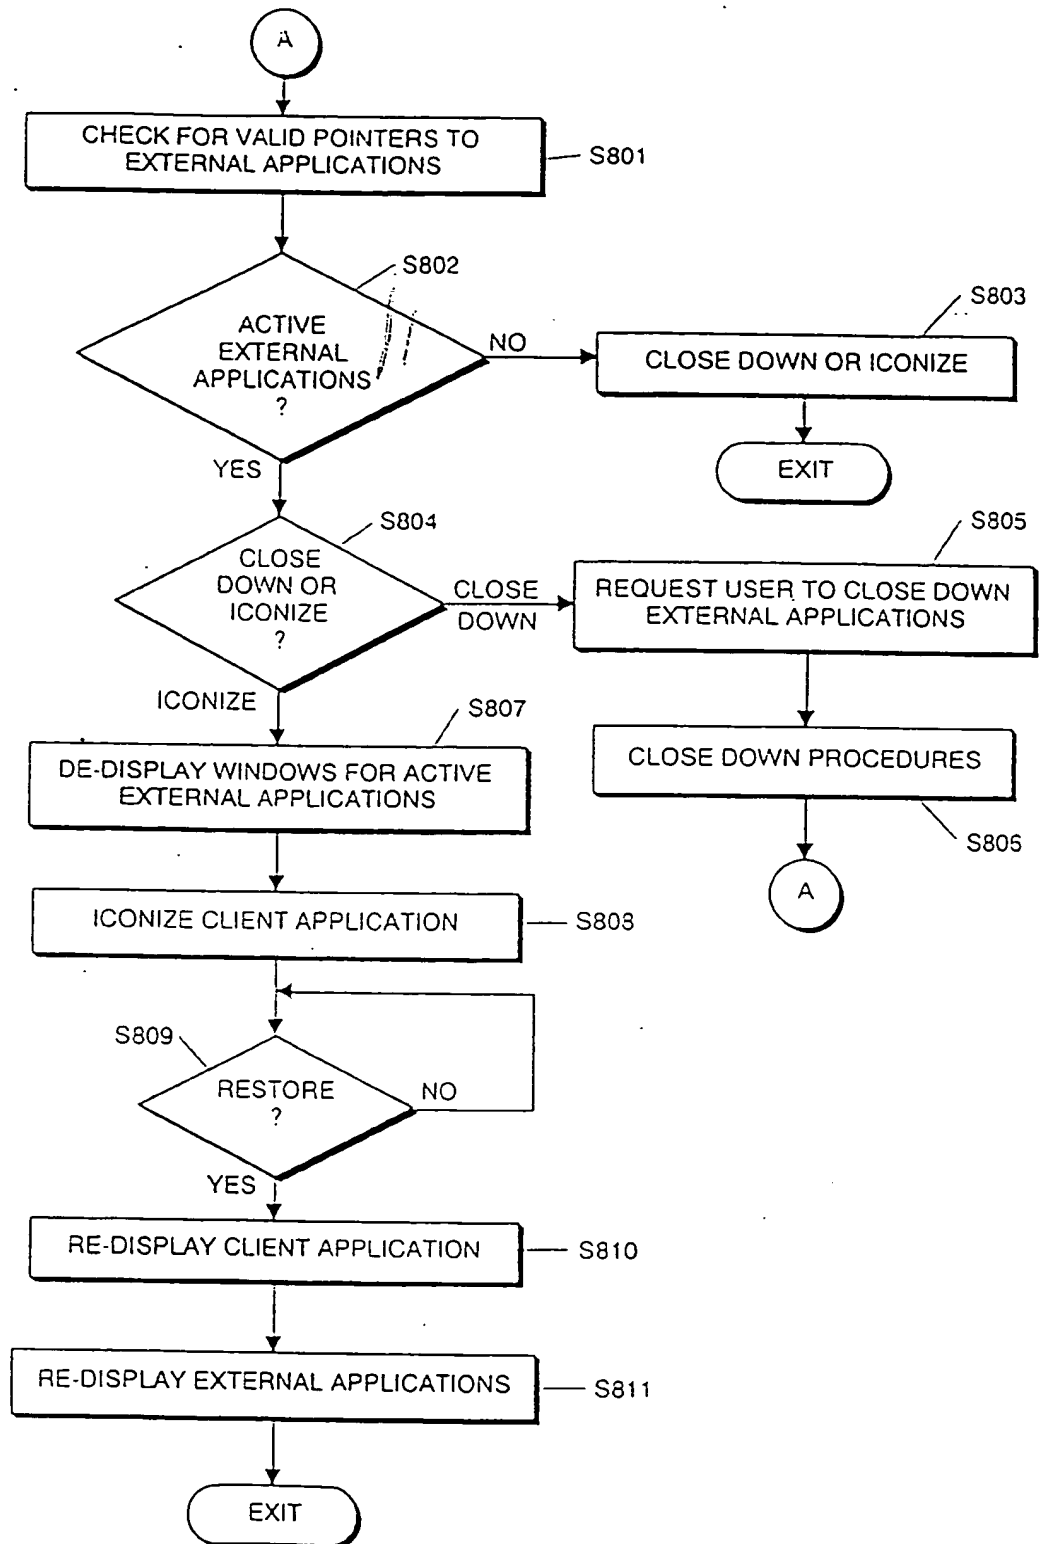 A
CHECK FOR VALID POINTERS TO
EXTERNAL APPLICATIONS
S801
S802
ACTIVE
EXTERNAL
APPLICATIONS
?
NO
S803
CLOSE DOWN OR ICONIZE
EXIT
YES
S804
CLOSE
DOWN OR
ICONIZE
?
CLOSE
DOWN
S805
REQUEST USER TO CLOSE DOWN
EXTERNAL APPLICATIONS
CLOSE DOWN PROCEDURES
S806
A
ICONIZE
S807
DE-DISPLAY WINDOWS FOR ACTIVE
EXTERNAL APPLICATIONS
ICONIZE CLIENT APPLICATION
S808
S809
RESTORE
?
NO
YES
RE-DISPLAY CLIENT APPLICATION
S810
RE-DISPLAY EXTERNAL APPLICATIONS
S811
EXIT